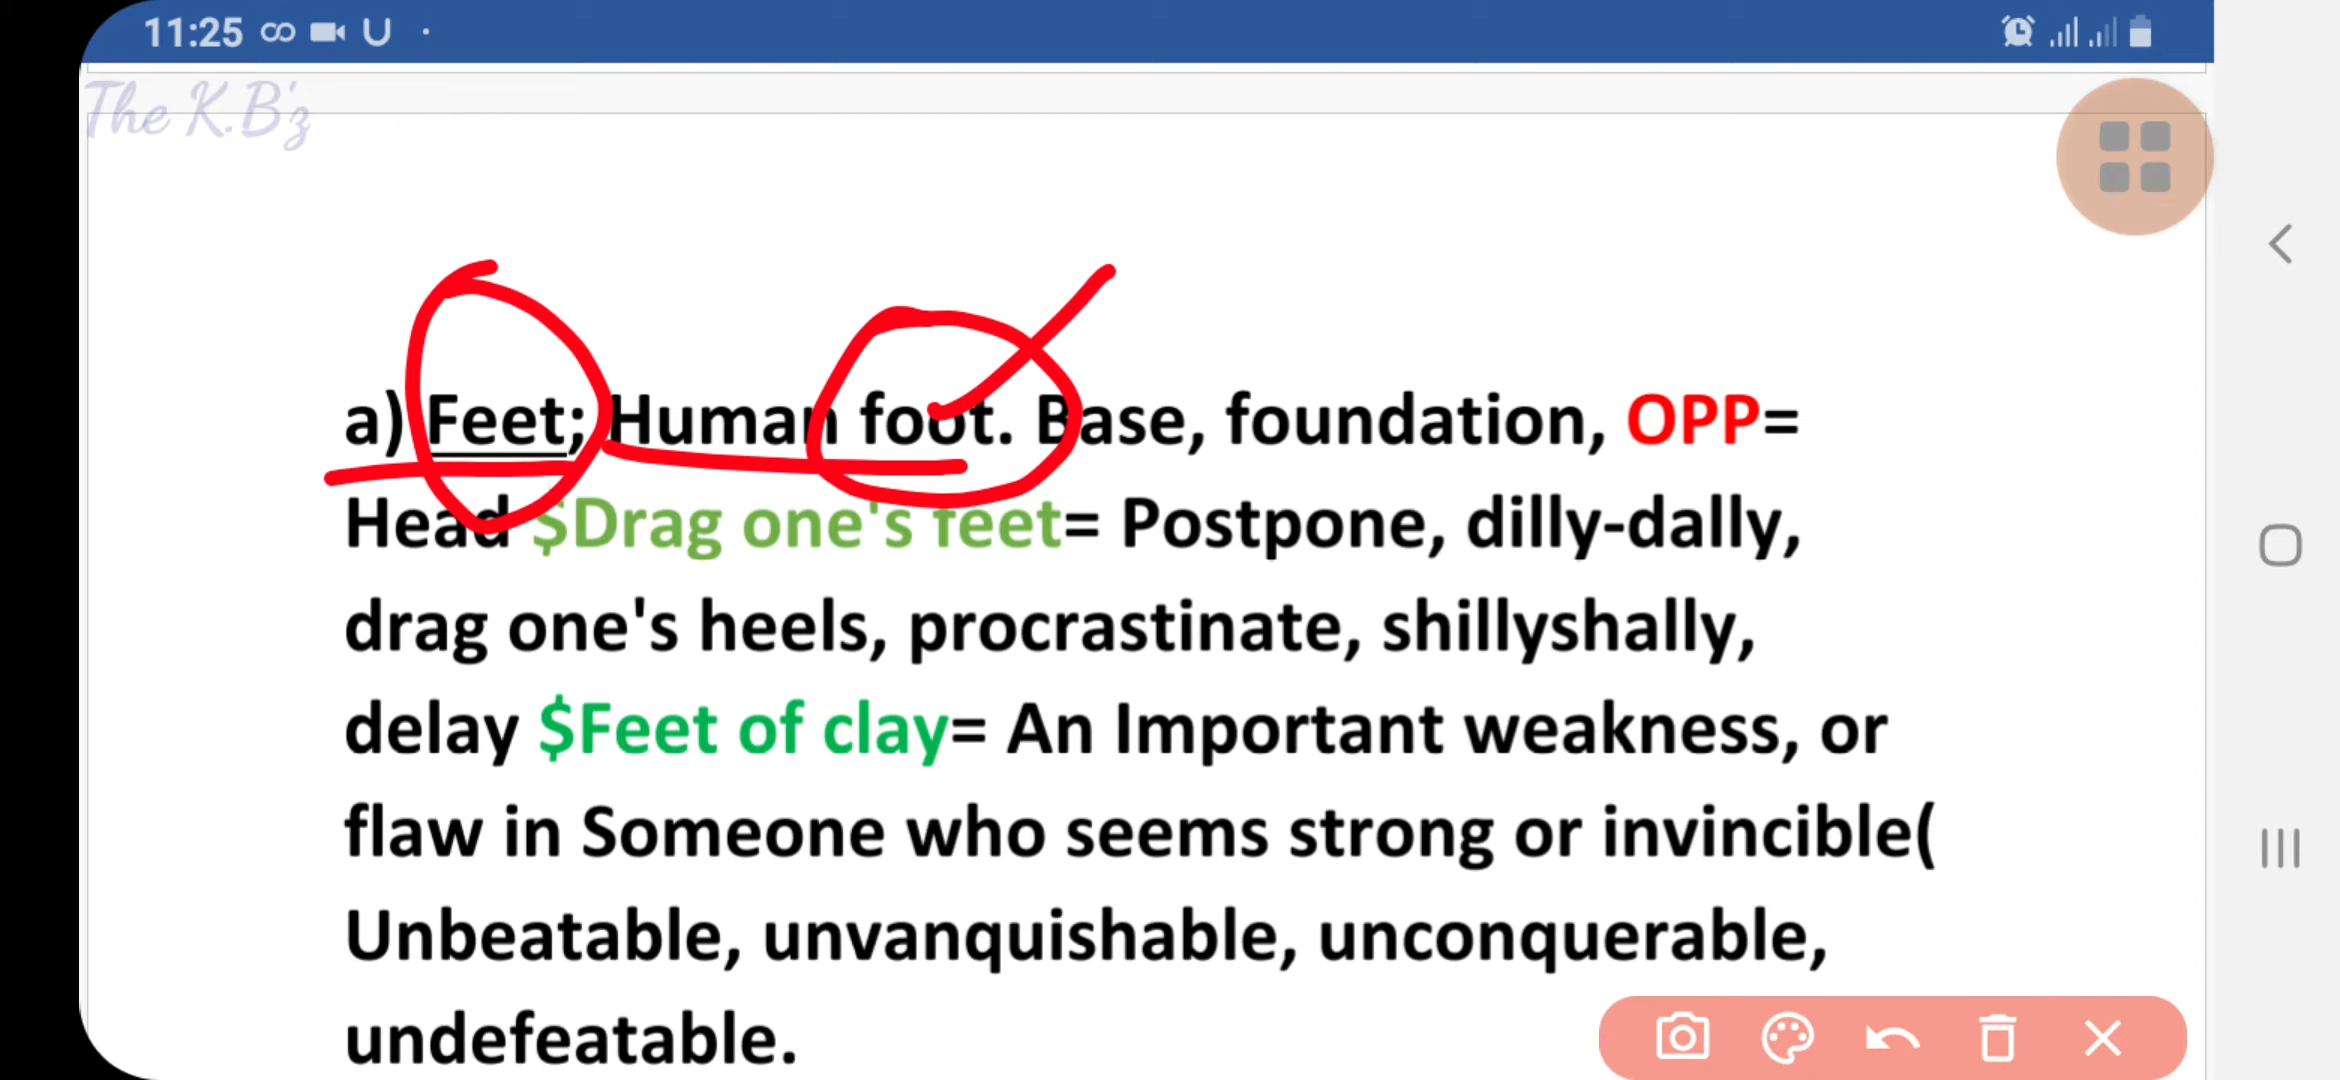 11:25
The K.B'z
a) Feet; Human foot. Base, foundation, OPP=
Head $Drag one's feet= Postpone, dilly-dally,
drag one's heels, procrastinate, shillyshally,
delay $Feet of clay= An Important weakness, or
flaw in Someone who seems strong or invincible(
Unbeatable, unvanquishable, unconquerable,
undefeatable.